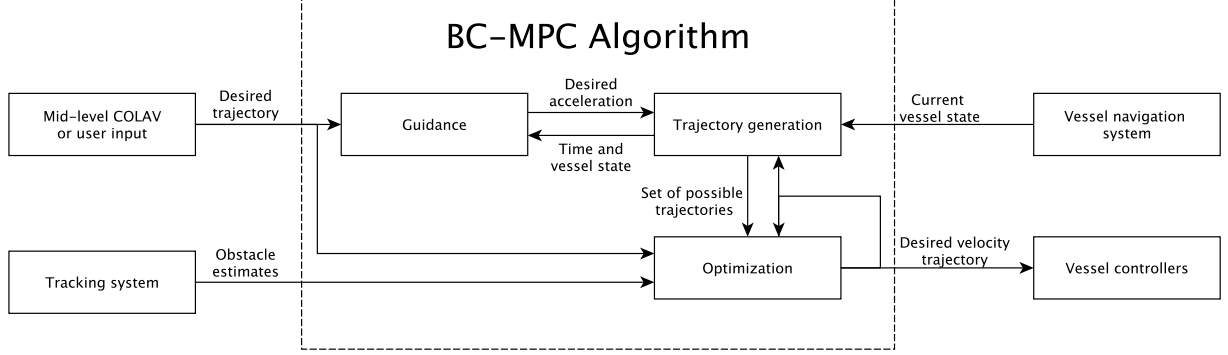 BC-MPC Algorithm
Mid-level COLAV
or user input
Desired
trajectory
Guidance
Desired
acceleration
Time and
vessel state
Trajectory generation
Current
vessel state
Vessel navigation
system
Set of possible
trajectories
Tracking system
Obstacle
estimates
Optimization
Desired velocity
trajectory
Vessel controllers